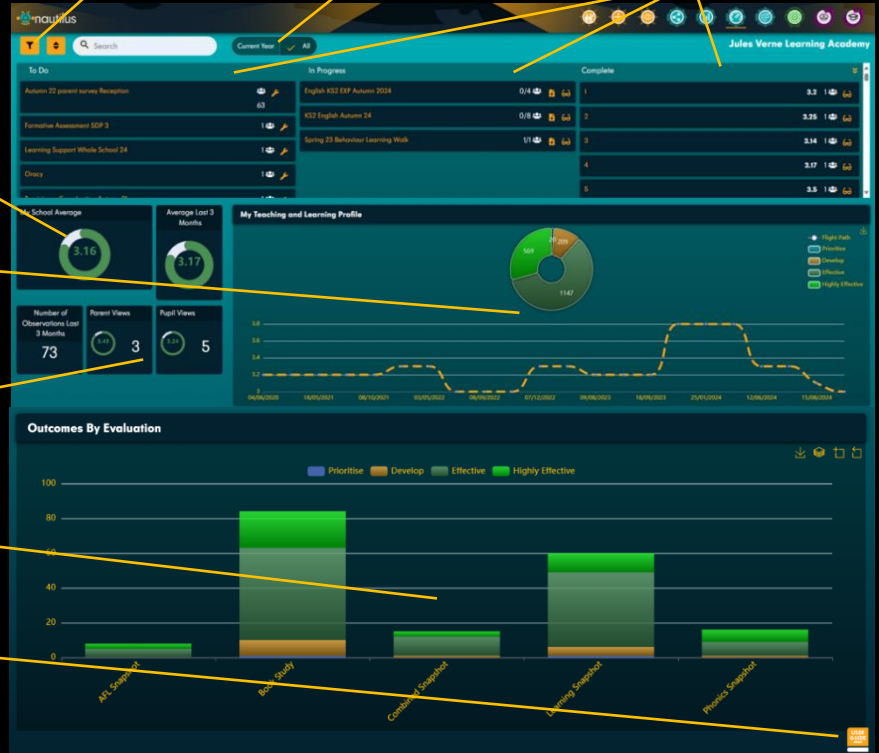 nautilus
Search
Current Year All
Jules Verne Learning Academy
To Do
In Progress
Complete
Autumn 22 parent survey Reception
63
Formative Assessment SDP 3 1
Learning Support Whole School 24 1
Oracy 1
English KS2 EXP Autumn 2024 0/4
KS2 English Autumn 24 0/8
Spring 23 Behaviour Learning Walk 1/1
1 3.2 1
2 3.25 1
3 3.14 1
4 3.17 1
5 3.5 1
My School Average
3.16
Average Last 3
Months
3.17
Number of
Observations Last
3 Months
73
Parent Views
3
Pupil Views
3.24 5
My Teaching and Learning Profile
Flight Path
Prioritise
Develop
Effective
Highly Effective
569
209
1147
3.8
3.6
3.4
3.2
3
04/06/2020 18/05/2021 08/10/2021 03/05/2022 08/09/2022 07/12/2022 09/08/2023 18/09/2023 25/01/2024 12/06/2024 15/08/2024
Outcomes By Evaluation
Prioritise Develop Effective Highly Effective
100
80
60
40
20
0
AFL Snapshot
Book Study
Combined Snapshot
Learning Snapshot
Phonics Snapshot
USER
GUIDE